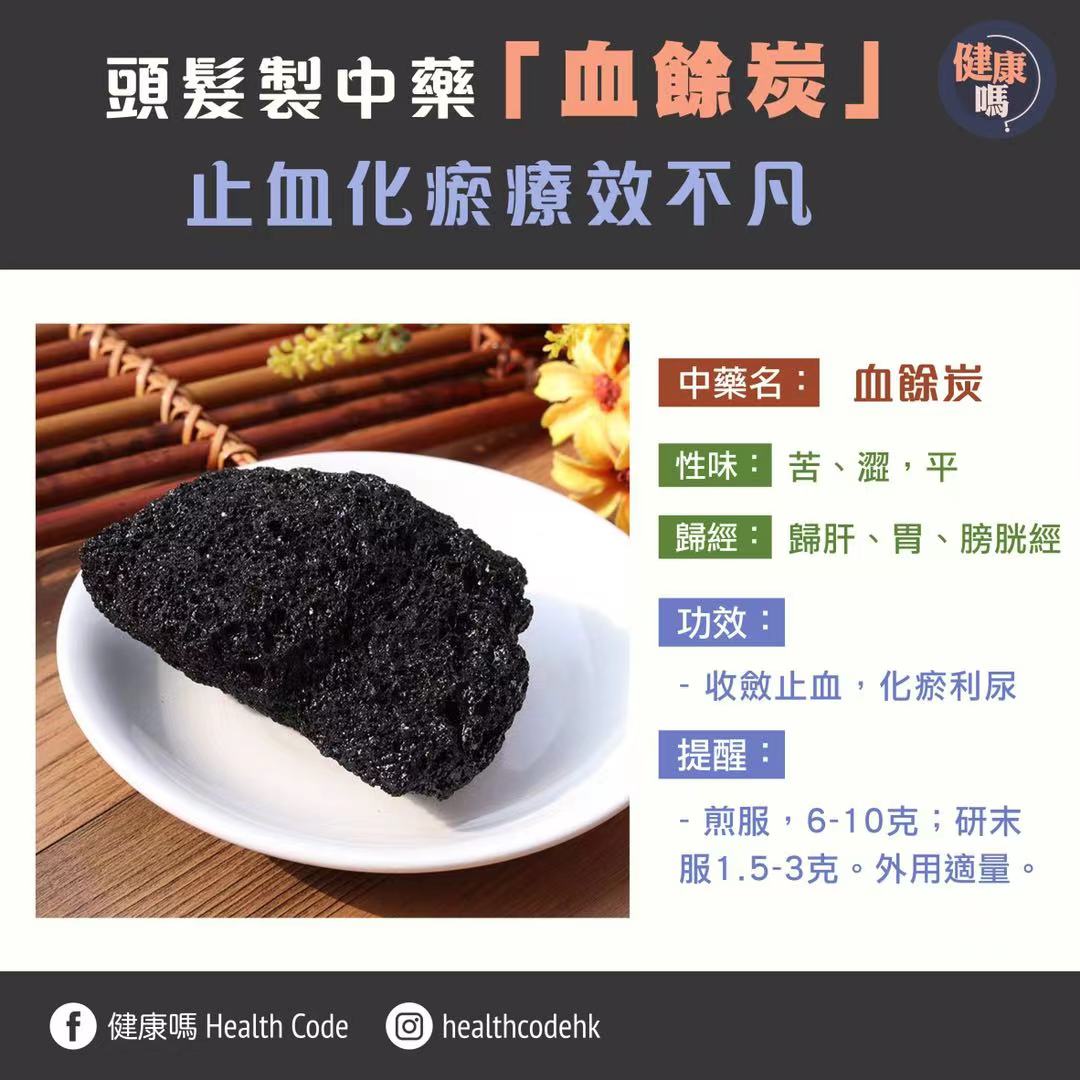 頭髮製中藥「血餘炭」
健康
嗎?
止血化瘀療效不凡
中藥名： 血餘炭
性味： 苦、澀，平
歸經： 歸肝、胃、膀胱經
功效：
- 收斂止血，化瘀利尿
提醒：
- 煎服，6-10克；研末
服1.5-3克。外用適量。
健康嗎 Health Code healthcodehk